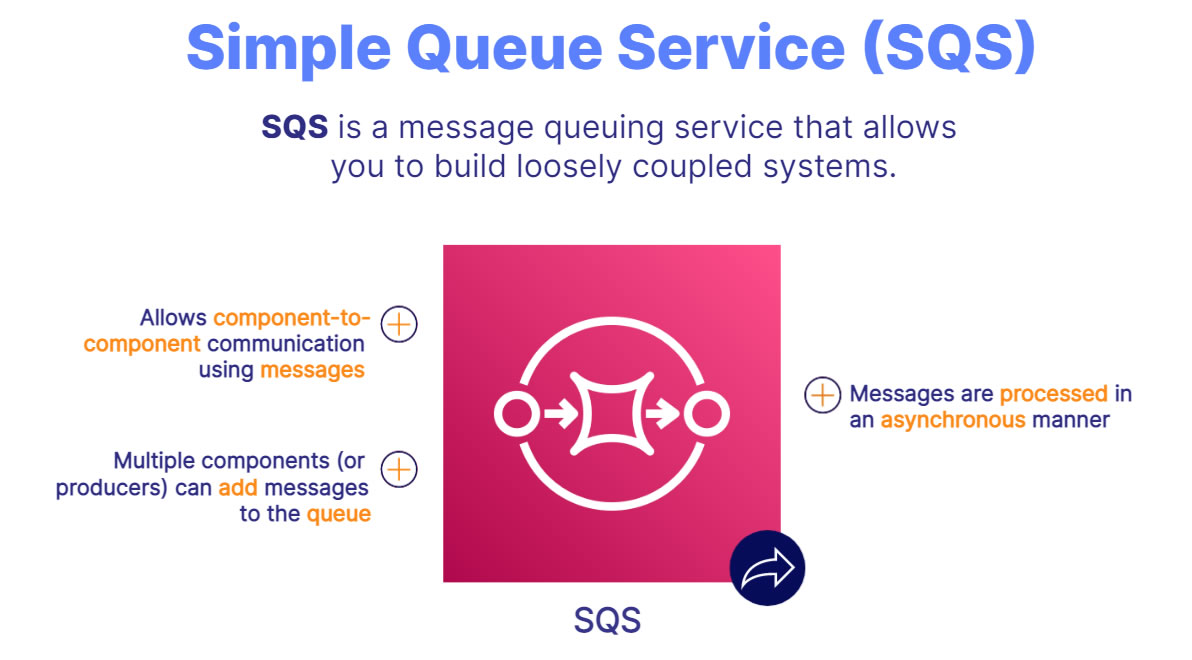 Simple Queue Service (SQS)
SQS is a message queuing service that allows
you to build loosely coupled systems.
Allows component-to-
component communication
using messages
Multiple components (or
producers) can add messages
to the queue
Messages are processed in
an asynchronous manner
SQS